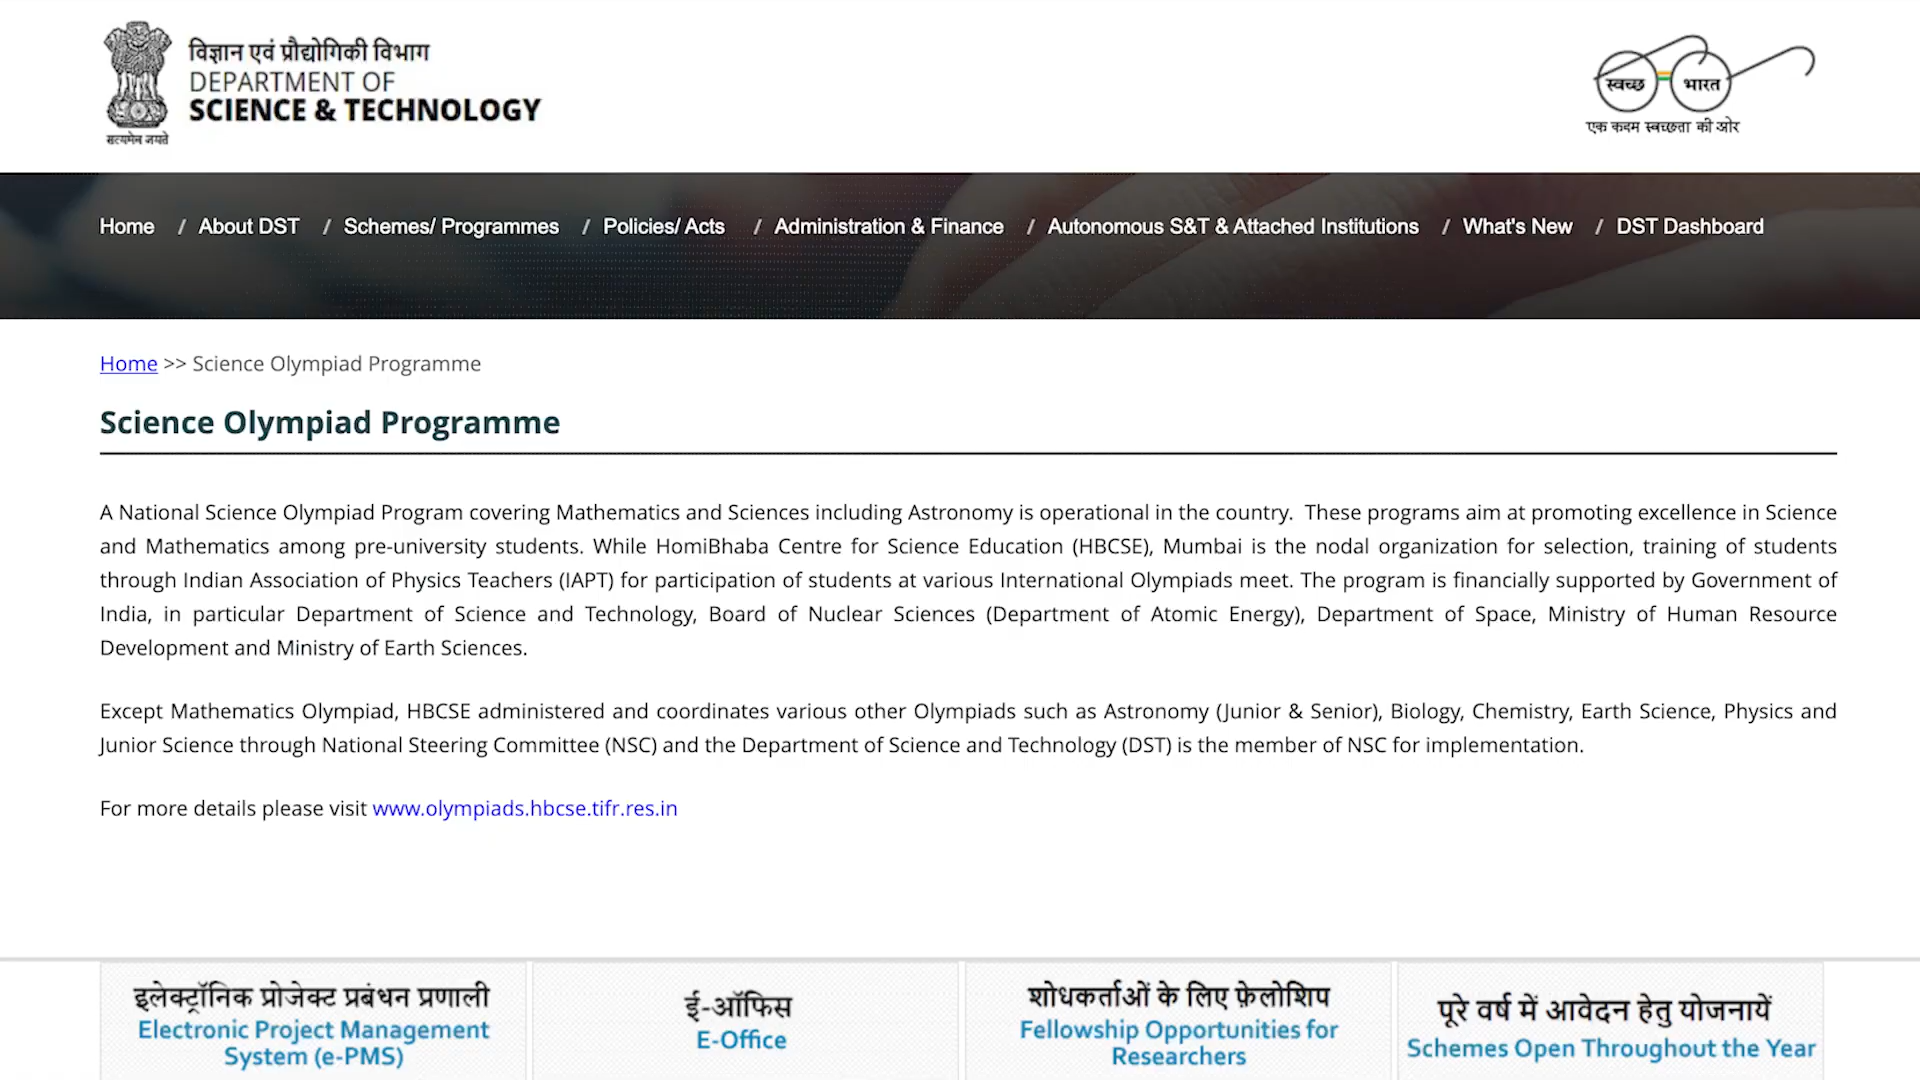 विज्ञान एवं प्रौद्योगिकी विभाग
DEPARTMENT OF
SCIENCE & TECHNOLOGY
सत्यमेव जयते
स्वच्छ भारत
एक कदम स्वच्छता की ओर
Home / About DST / Schemes/ Programmes / Policies/ Acts / Administration & Finance / Autonomous S&T & Attached Institutions / What's New / DST Dashboard
Home >> Science Olympiad Programme
Science Olympiad Programme
A National Science Olympiad Program covering Mathematics and Sciences including Astronomy is operational in the country. These programs aim at promoting excellence in Science
and Mathematics among pre-university students. While HomiBhaba Centre for Science Education (HBCSE), Mumbai is the nodal organization for selection, training of students
through Indian Association of Physics Teachers (IAPT) for participation of students at various International Olympiads meet. The program is financially supported by Government of
India, in particular Department of Science and Technology, Board of Nuclear Sciences (Department of Atomic Energy), Department of Space, Ministry of Human Resource
Development and Ministry of Earth Sciences.
Except Mathematics Olympiad, HBCSE administered and coordinates various other Olympiads such as Astronomy (Junior & Senior), Biology, Chemistry, Earth Science, Physics and
Junior Science through National Steering Committee (NSC) and the Department of Science and Technology (DST) is the member of NSC for implementation.
For more details please visit www.olympiads.hbcse.tifr.res.in
इलेक्ट्रॉनिक प्रोजेक्ट प्रबंधन प्रणाली
Electronic Project Management
System (e-PMS)
ई-ऑफिस
E-Office
शोधकर्ताओं के लिए फ़ेलोशिप
Fellowship Opportunities for
Researchers
पूरे वर्ष में आवेदन हेतु योजनायें
Schemes Open Throughout the Year